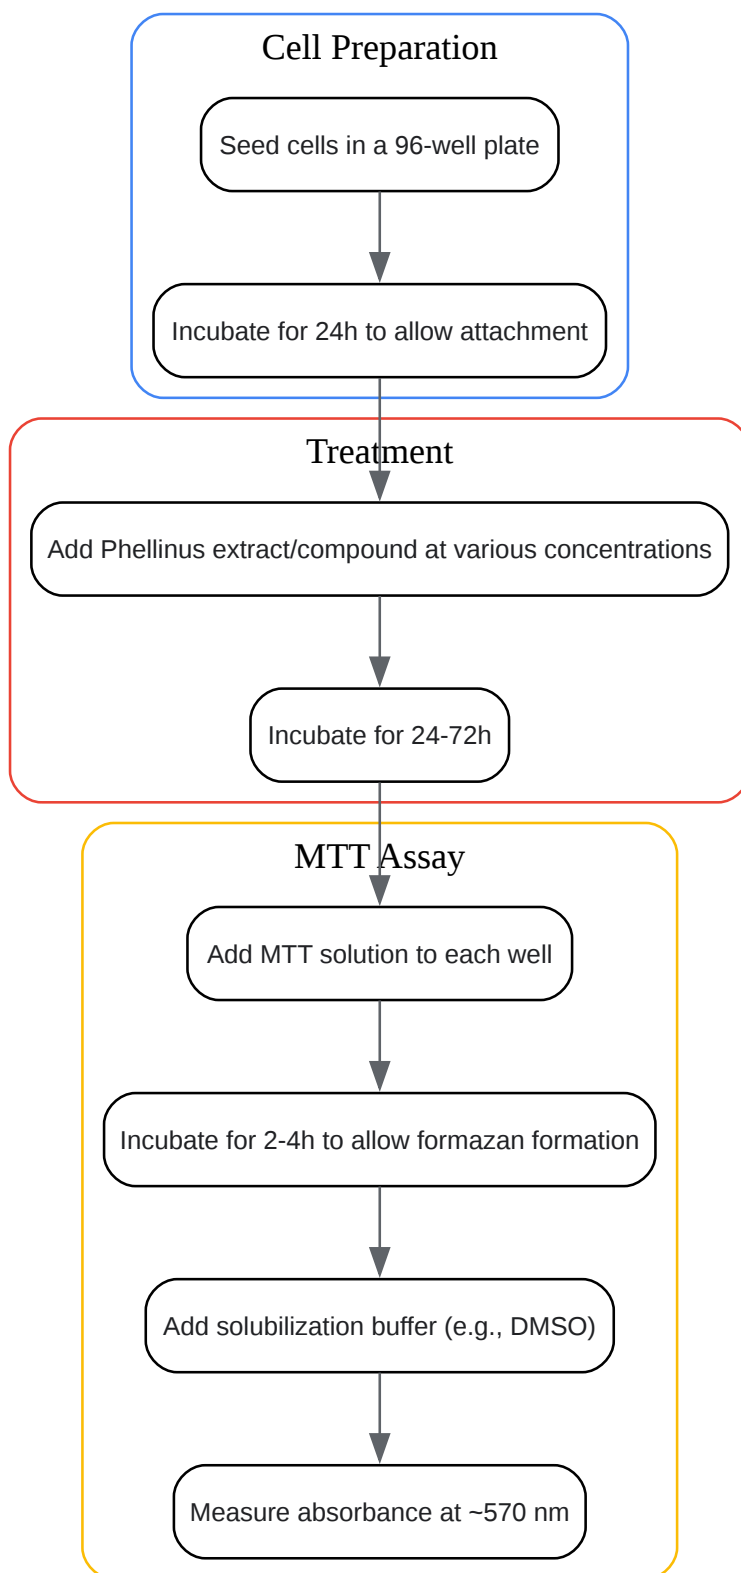 Cell Preparation
Seed cells in a 96-well plate
Incubate for 24h to allow attachment
Treatment
Add Phellinus extract/compound at various concentrations
Incubate for 24-72h
MTT Assay
Add MTT solution to each well
Incubate for 2-4h to allow formazan formation
Add solubilization buffer (e.g., DMSO)
Measure absorbance at ~570 nm